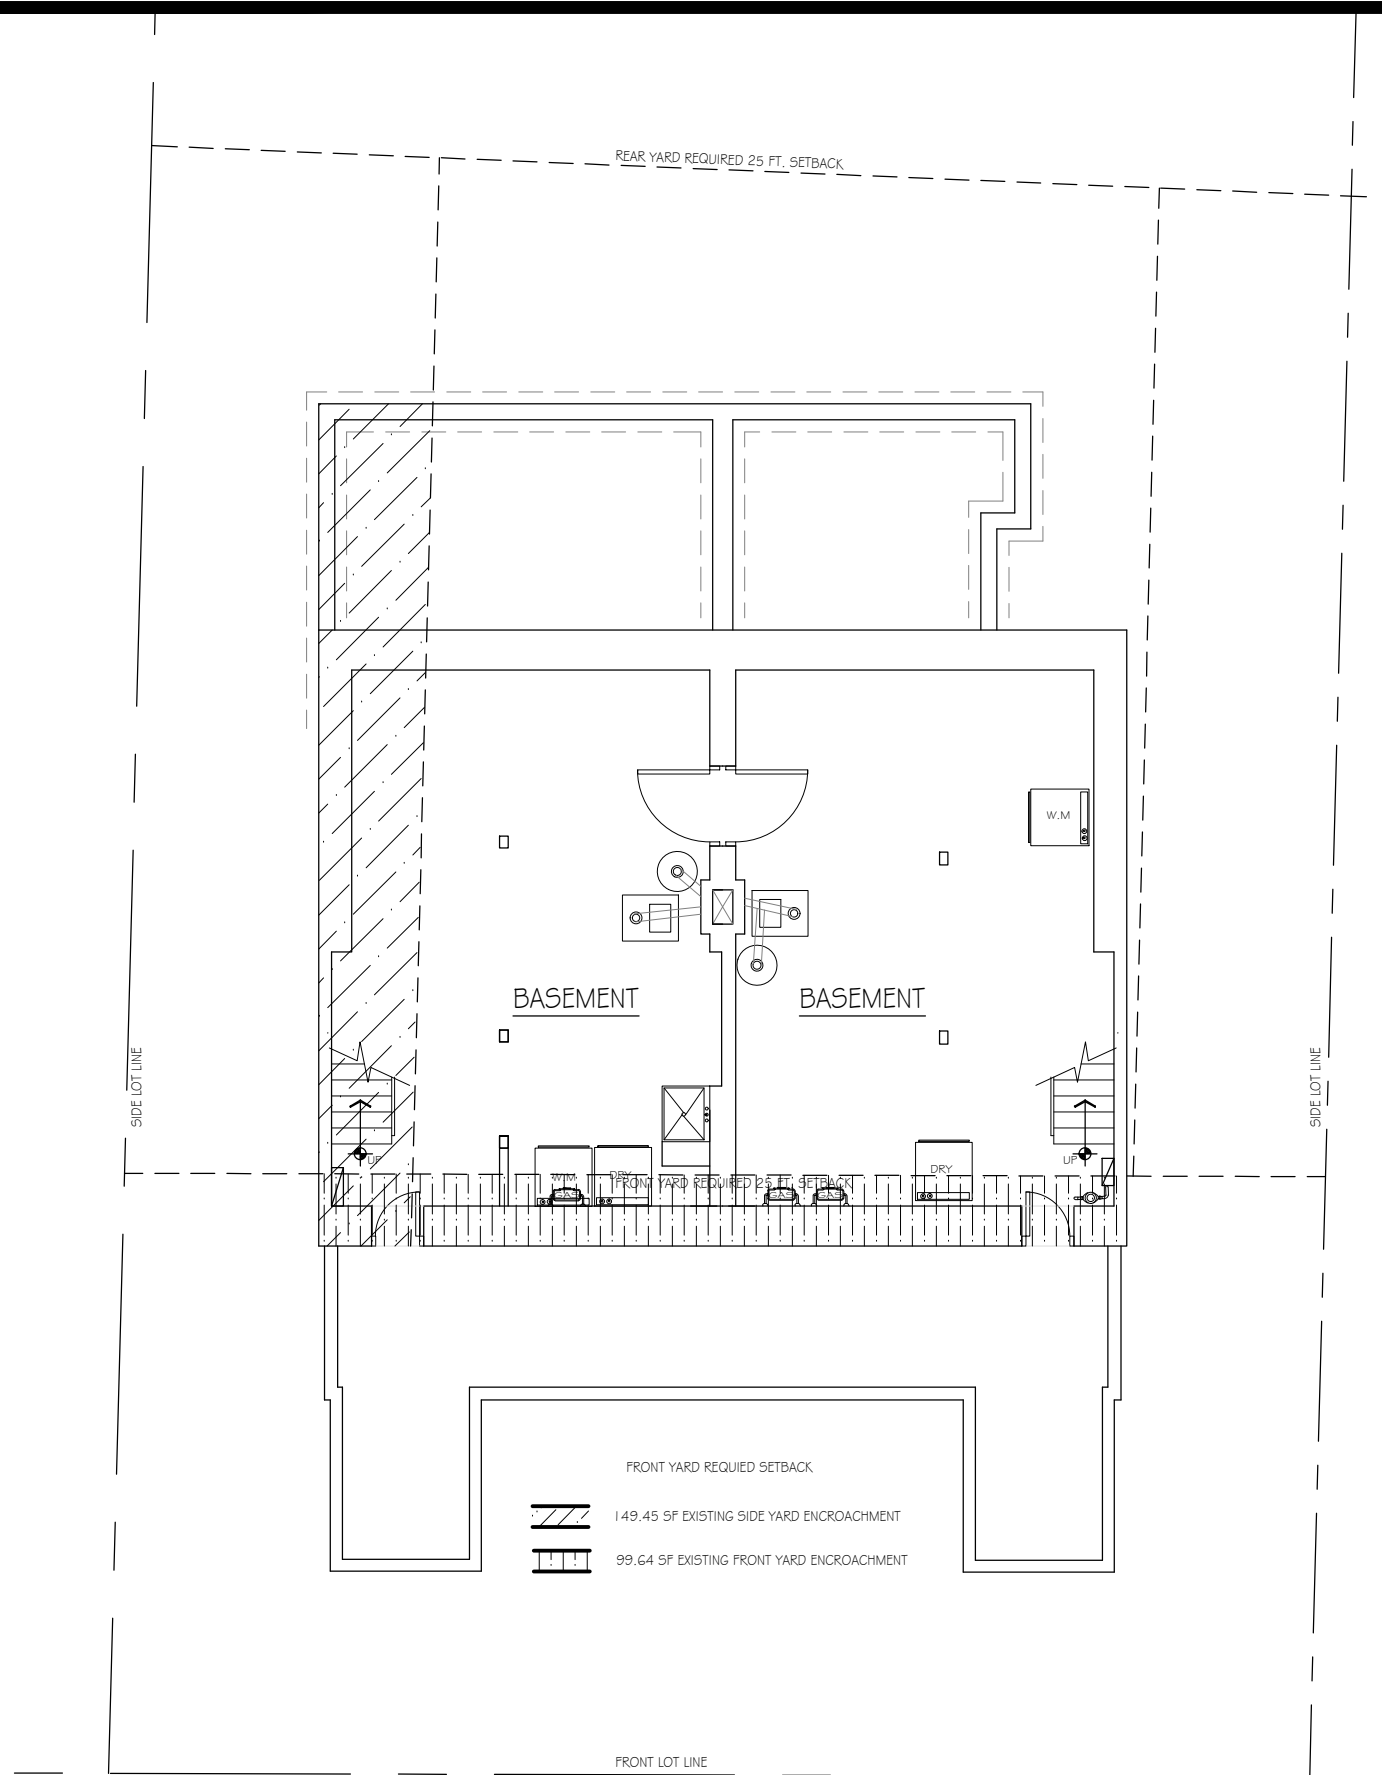 REAR YARD REQUIRED 25 FT. SETBACK
W.M
BASEMENT
BASEMENT
SIDE LOT LINE
SIDE LOT LINE
UP
UP
W.M
DRY
DRY
FRONT YARD REQUIRED 25 FT. SETBACK
GAS
GAS
GAS
FRONT YARD REQUIED SETBACK
149.45 SF EXISTING SIDE YARD ENCROACHMENT
99.64 SF EXISTING FRONT YARD ENCROACHMENT
FRONT LOT LINE